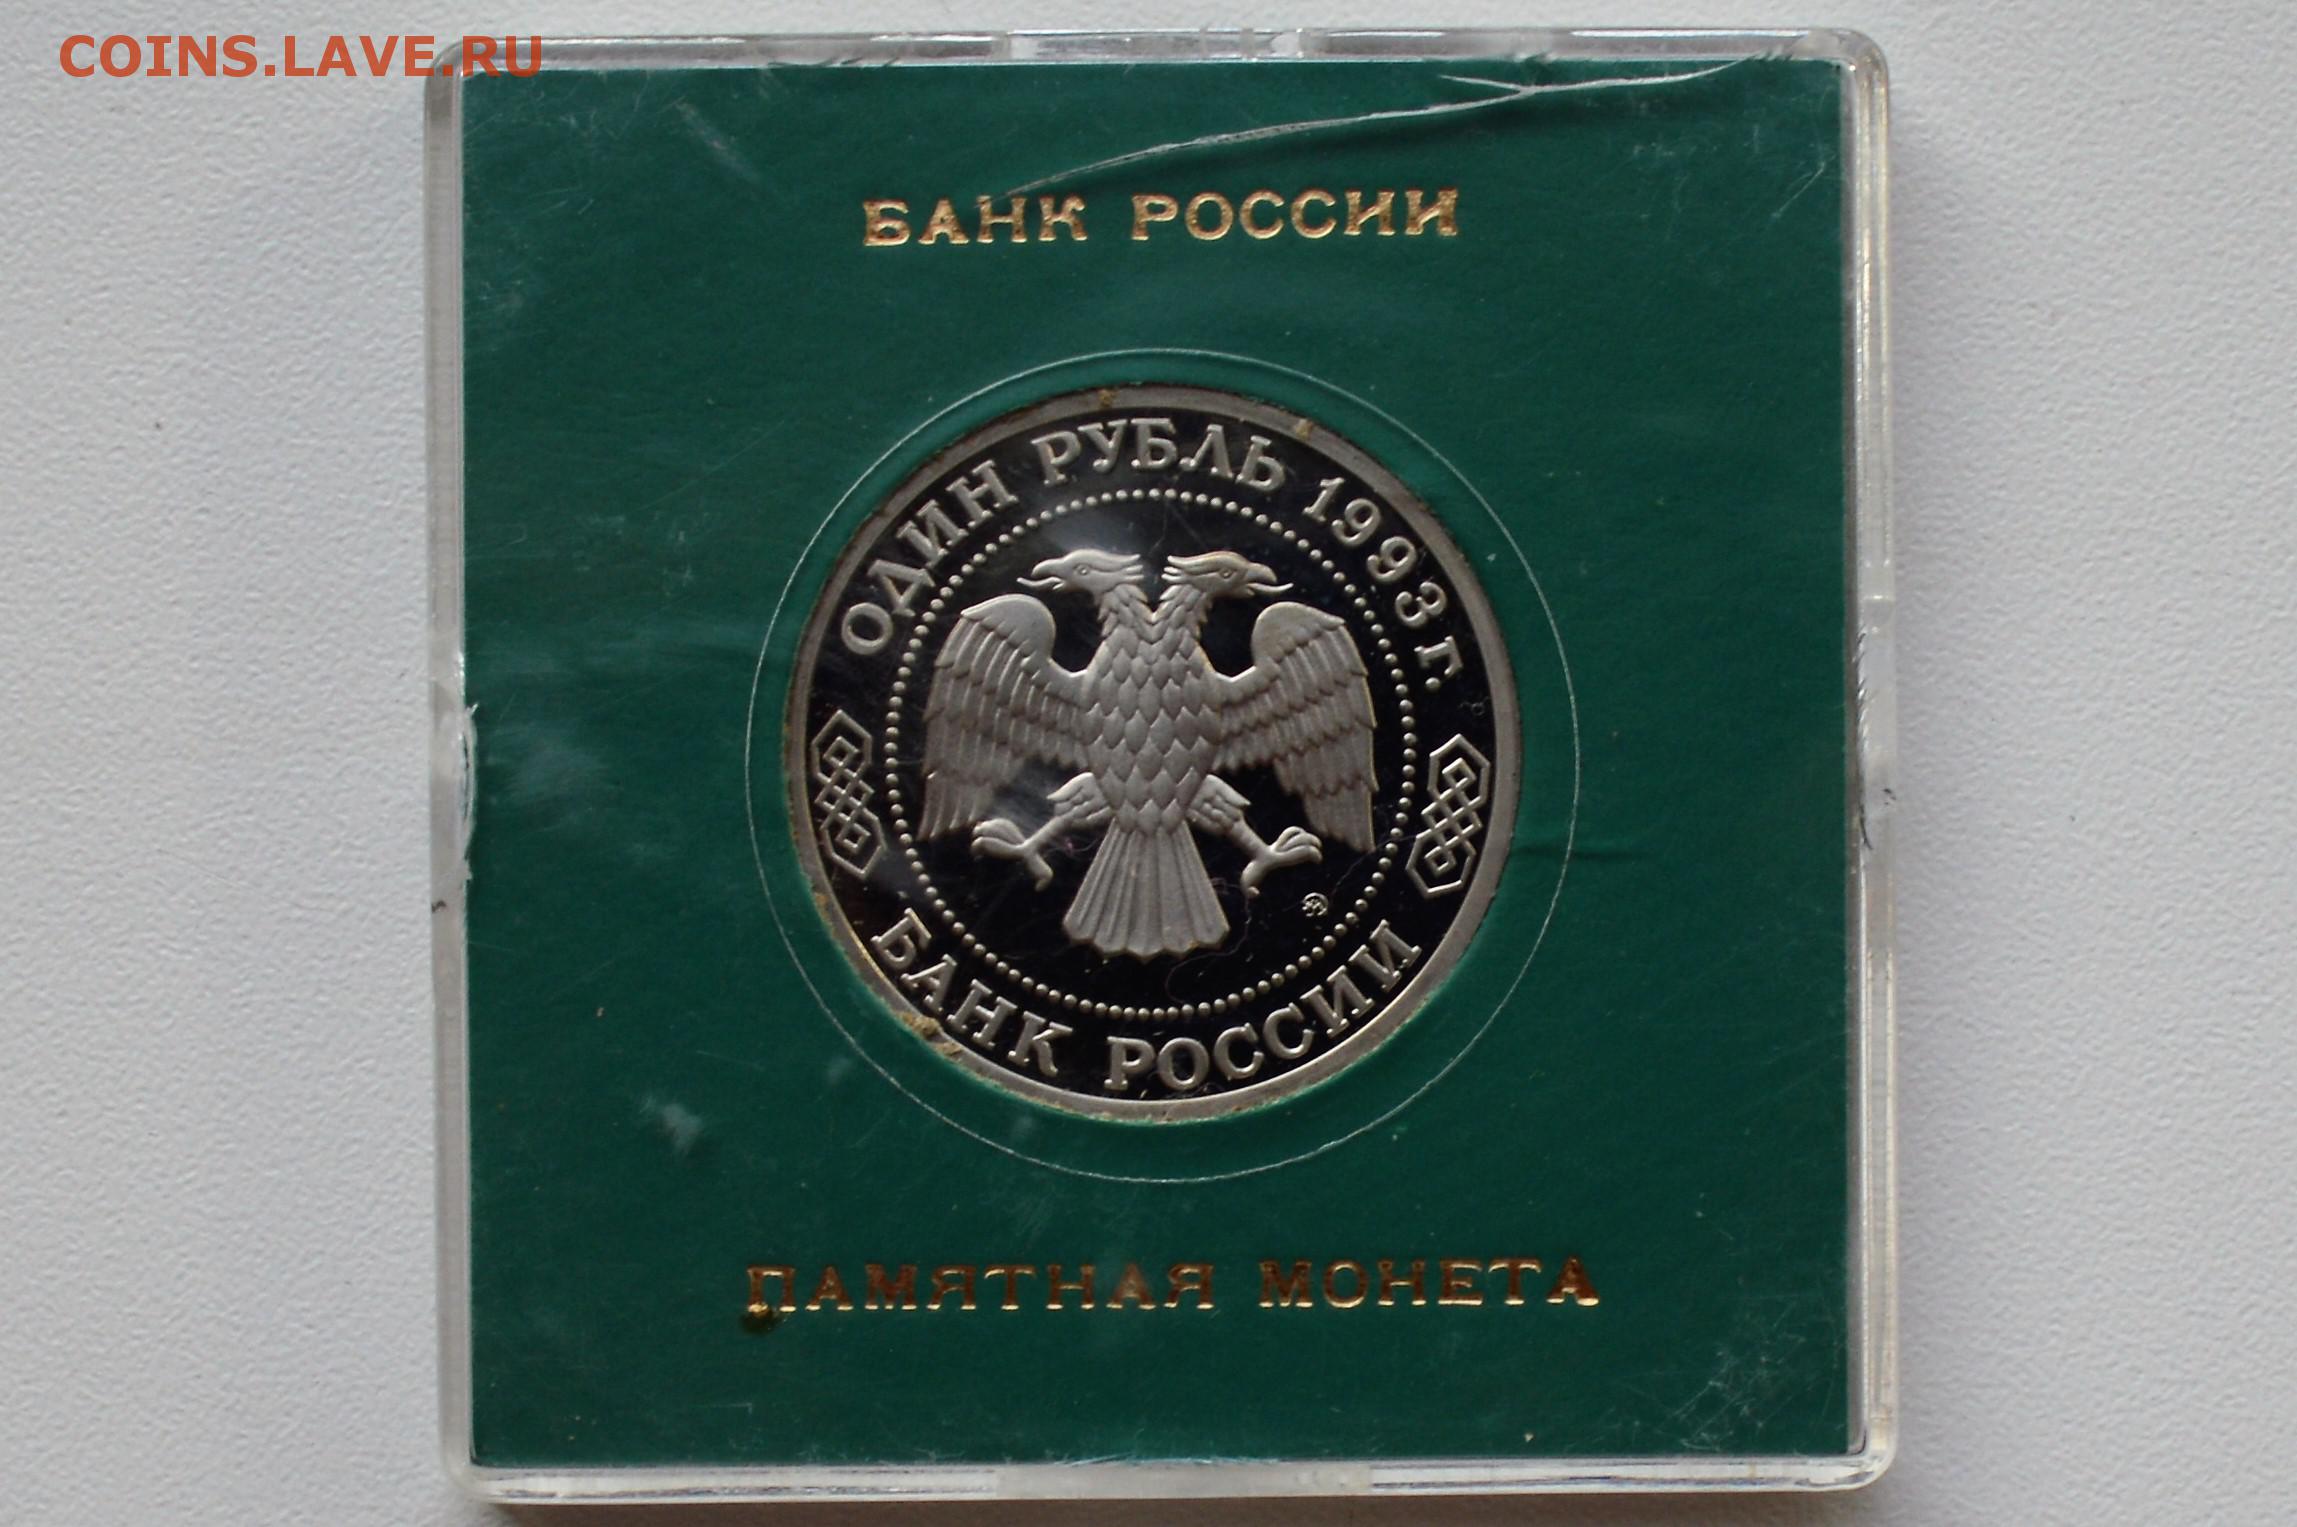 COINS.LAVE.RU
БАНК РОССИИ
ОДИН РУБЛЬ 1993 г.
БАНК РОССИИ
ПАМЯТНАЯ МОНЕТА